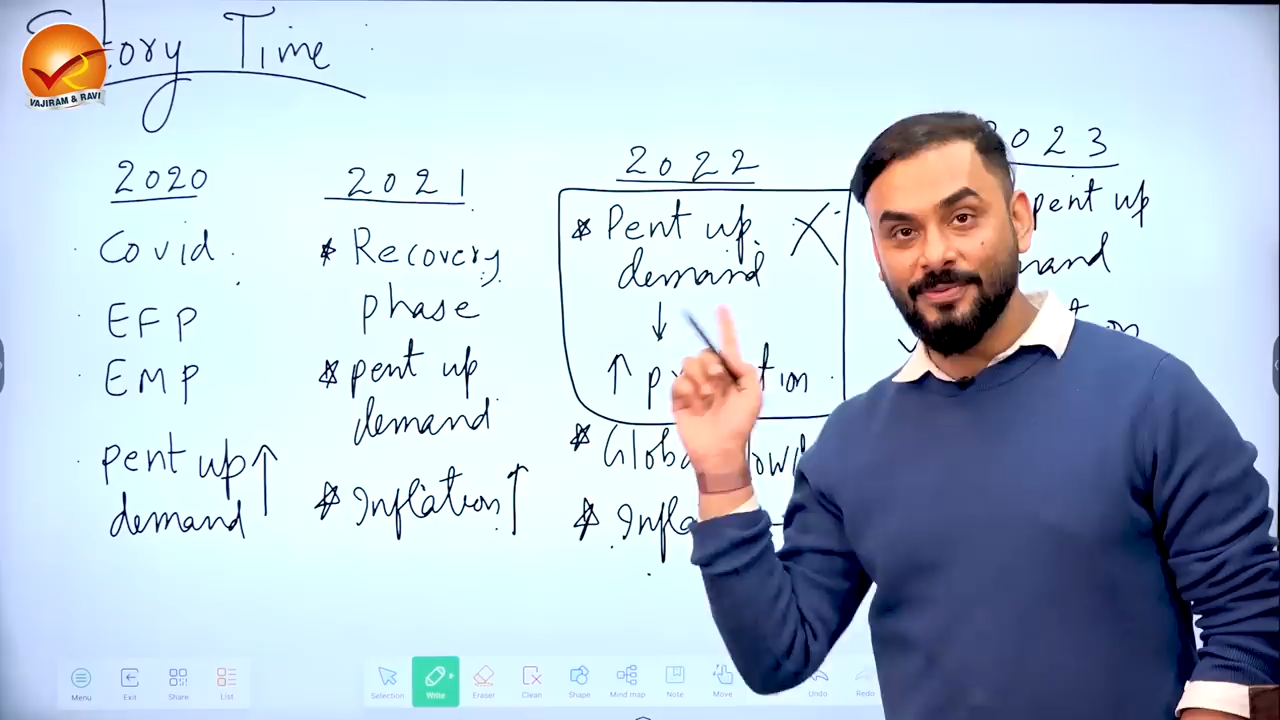 Story Time :
VAJIRAM & RAVI
2020
Covid
EFP
EMP
pent up ↑
demand
2021
* Recovery
phase
* pent up
demand
* Inflation ↑
2022
* Pent up X
demand
↓
↑
* Global
*
2023
pent up
Menu
Exit
Share
List
Selection
Write
Eraser
Clean
Shape
Mind map
Note
Move
Undo
Redo